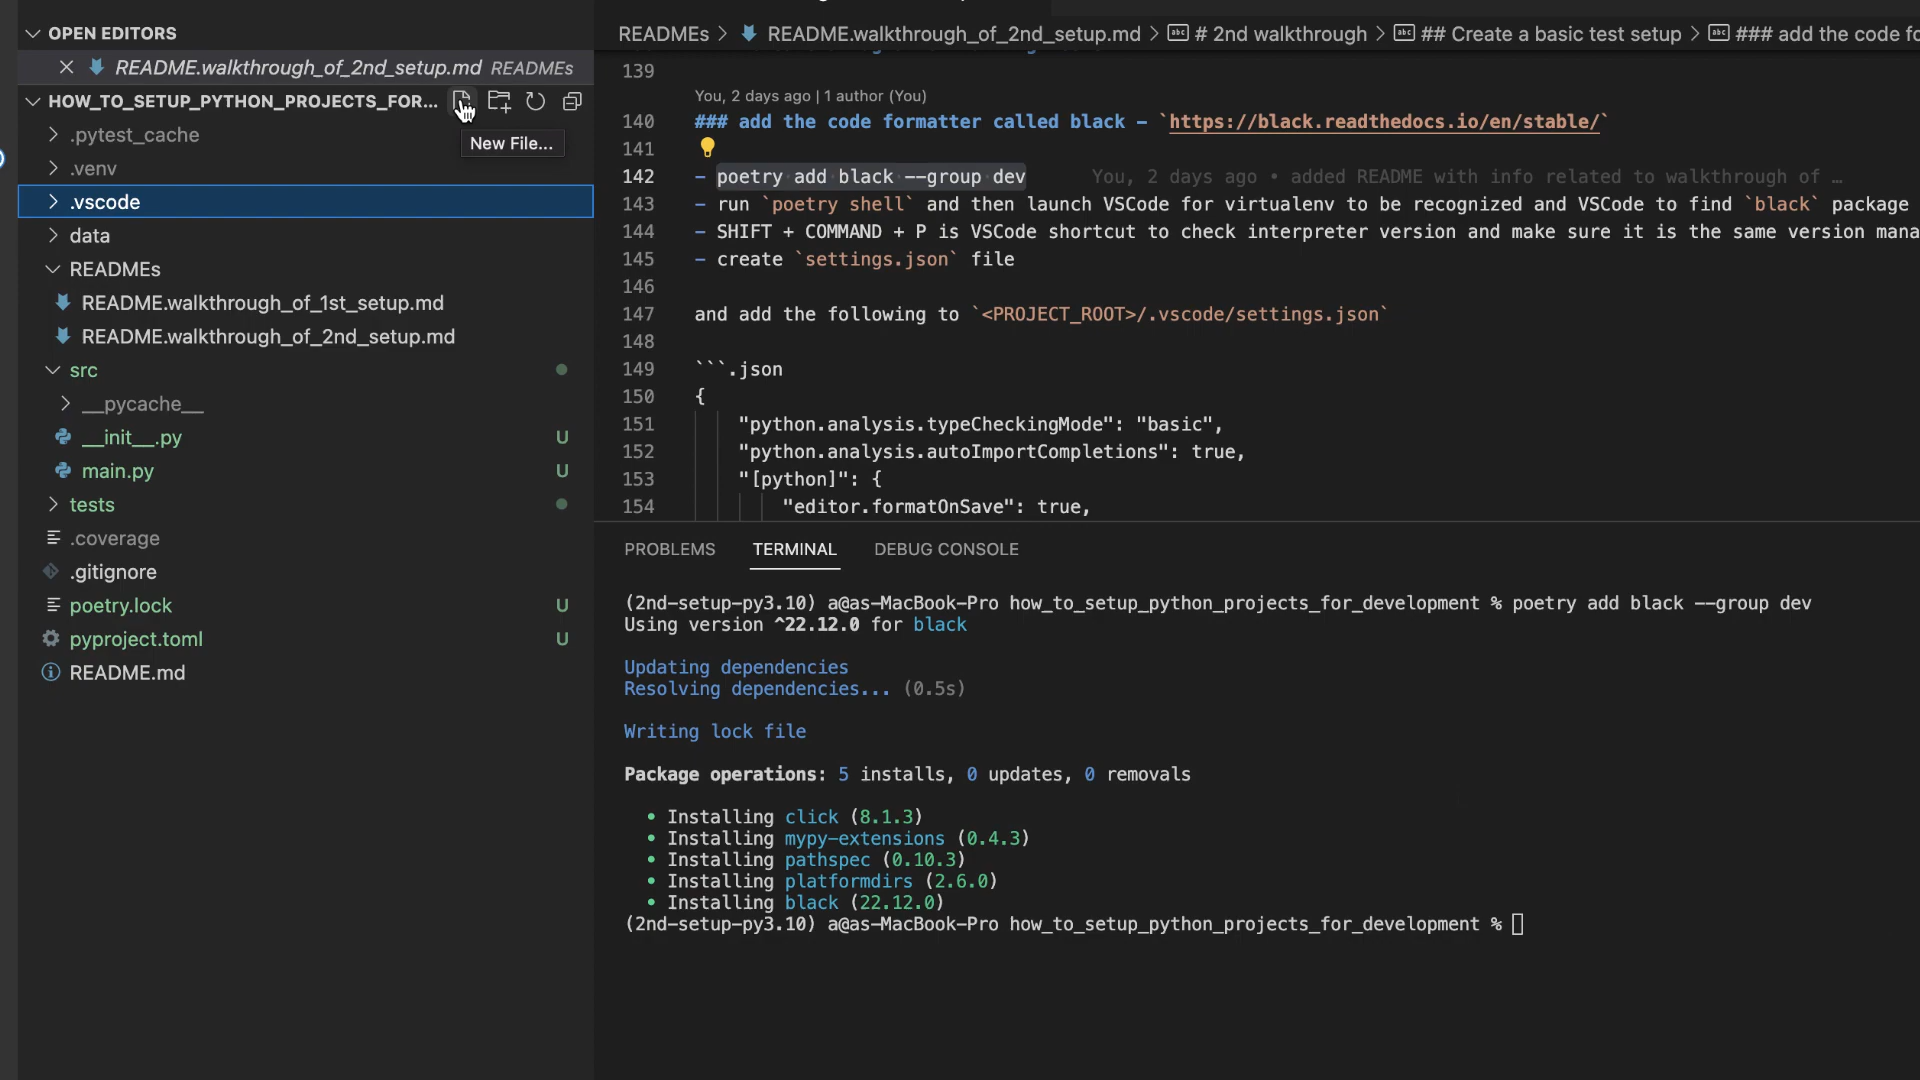 OPEN EDITORS
README.walkthrough_of_2nd_setup.md READMEs
HOW_TO_SETUP_PYTHON_PROJECTS_FOR...
New File...
.pytest_cache
.venv
.vscode
data
READMEs
README.walkthrough_of_1st_setup.md
README.walkthrough_of_2nd_setup.md
src
__pycache__
__init__.py U
main.py U
tests
.coverage
.gitignore
poetry.lock U
pyproject.toml U
README.md
READMEs > README.walkthrough_of_2nd_setup.md > # 2nd walkthrough > ## Create a basic test setup > ### add the code fo
139
You, 2 days ago | 1 author (You)
140 ### add the code formatter called black - `https://black.readthedocs.io/en/stable/`
141
142 - poetry add black --group dev You, 2 days ago • added README with info related to walkthrough of …
143 - run `poetry shell` and then launch VSCode for virtualenv to be recognized and VSCode to find `black` package
144 - SHIFT + COMMAND + P is VSCode shortcut to check interpreter version and make sure it is the same version mana
145 - create `settings.json` file
146
147 and add the following to `<PROJECT_ROOT>/.vscode/settings.json`
148
149 ```.json
150 {
151 "python.analysis.typeCheckingMode": "basic",
152 "python.analysis.autoImportCompletions": true,
153 "[python]": {
154 "editor.formatOnSave": true,
PROBLEMS TERMINAL DEBUG CONSOLE
(2nd-setup-py3.10) a@as-MacBook-Pro how_to_setup_python_projects_for_development % poetry add black --group dev
Using version ^22.12.0 for black
Updating dependencies
Resolving dependencies... (0.5s)
Writing lock file
Package operations: 5 installs, 0 updates, 0 removals
• Installing click (8.1.3)
• Installing mypy-extensions (0.4.3)
• Installing pathspec (0.10.3)
• Installing platformdirs (2.6.0)
• Installing black (22.12.0)
(2nd-setup-py3.10) a@as-MacBook-Pro how_to_setup_python_projects_for_development %